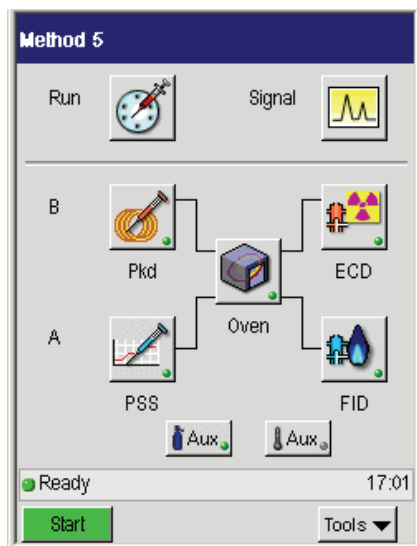 Method 5
Run Signal
B
Pkd ECD
Oven
A
PSS FID
Aux Aux
Ready 17:01
Start Tools